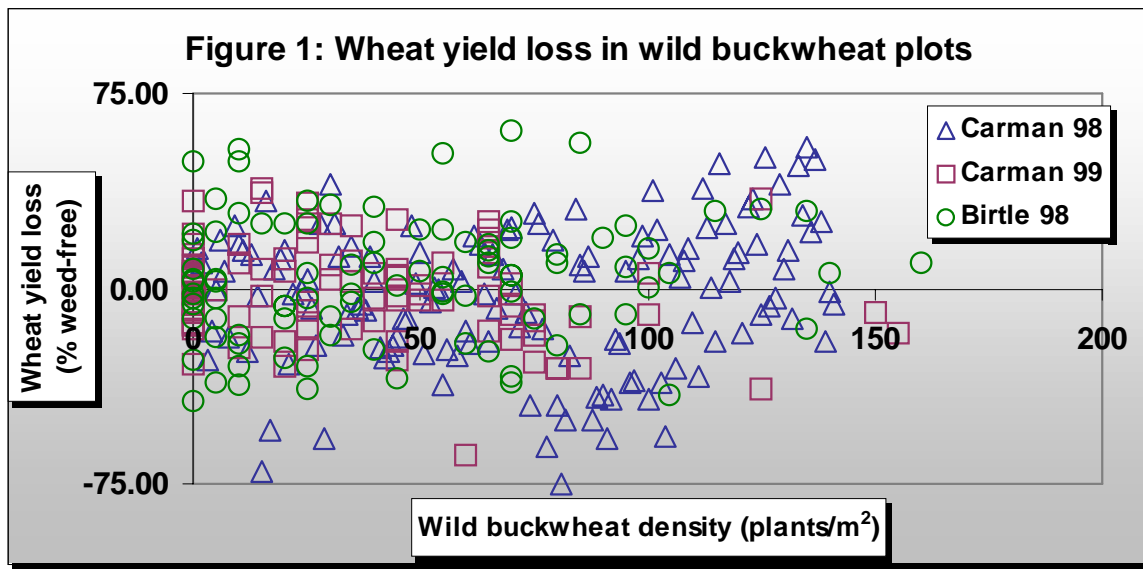 Figure 1: Wheat yield loss in wild buckwheat plots
75.00
0.00
-75.00
Wheat yield loss
(% weed-free)
0
50
100
150
200
Wild buckwheat density (plants/m²)
Carman 98
Carman 99
Birtle 98